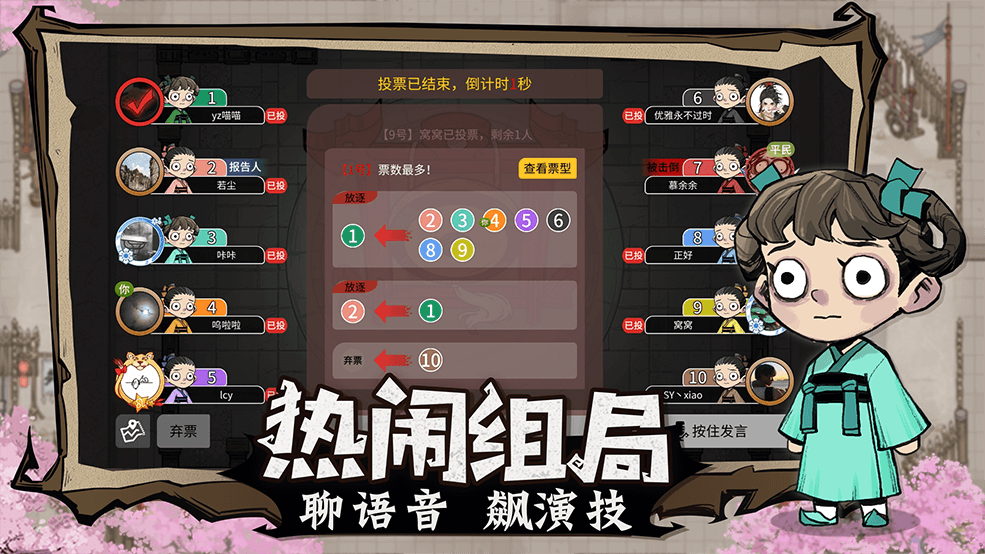 投票已结束，倒计时1秒
【9号】窝窝已投票，剩余1人
【1号】票数最多！
查看票型
放逐
1
2 3 你 4 5 6
8 9
放逐
2
1
弃票
10
1
yz喵喵
已投
2 报告人
若尘
已投
3
咔咔
已投
你
4
呜啦啦
已投
5
lcy
6
已投 优雅永不过时
平民
被击倒 7
慕余余
8
已投 正好
9
已投 窝窝
10
SY丶xiao
弃票
按住发言
热闹组局
聊语音 飙演技